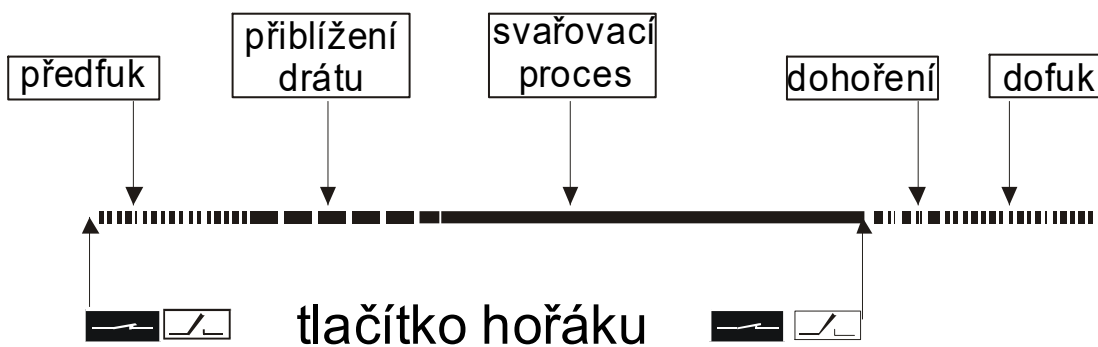 předfuk
přiblížení
drátu
svařovací
proces
dohoření
dofuk
tlačítko hořáku